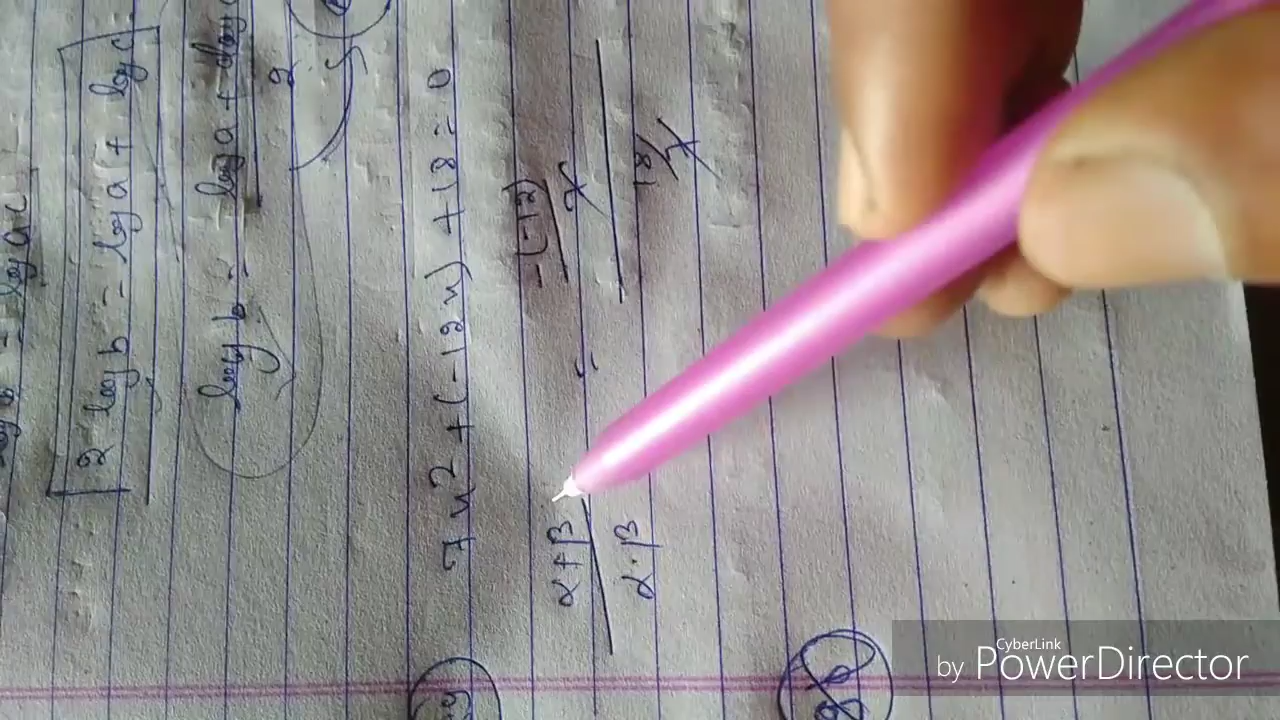 2 log b = log a + log c
log b = log a + log c
2
7x² + (-12x) + 18 = 0
α+β = -(-12)
7
α·β 18/7
CyberLink
by PowerDirector